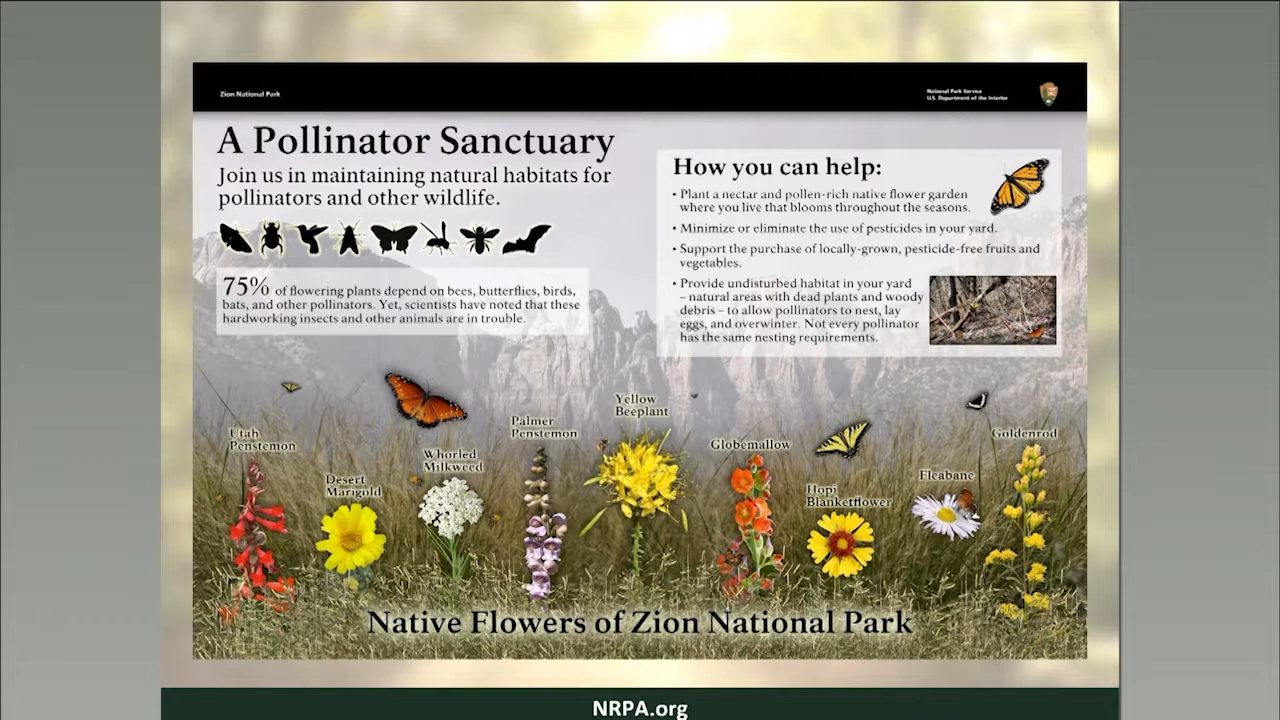 Zion National Park
National Park Service
U.S. Department of the Interior
A Pollinator Sanctuary
Join us in maintaining natural habitats for
pollinators and other wildlife.
75% of flowering plants depend on bees, butterflies, birds,
bats, and other pollinators. Yet, scientists have noted that these
hardworking insects and other animals are in trouble.
How you can help:
• Plant a nectar and pollen-rich native flower garden
where you live that blooms throughout the seasons.
• Minimize or eliminate the use of pesticides in your yard.
• Support the purchase of locally-grown, pesticide-free fruits and
vegetables.
• Provide undisturbed habitat in your yard
– natural areas with dead plants and woody
debris – to allow pollinators to nest, lay
eggs, and overwinter. Not every pollinator
has the same nesting requirements.
Utah
Penstemon
Desert
Marigold
Whorled
Milkweed
Palmer
Penstemon
Yellow
Beeplant
Globemallow
Hopi
Blanketflower
Fleabane
Goldenrod
Native Flowers of Zion National Park
NRPA.org